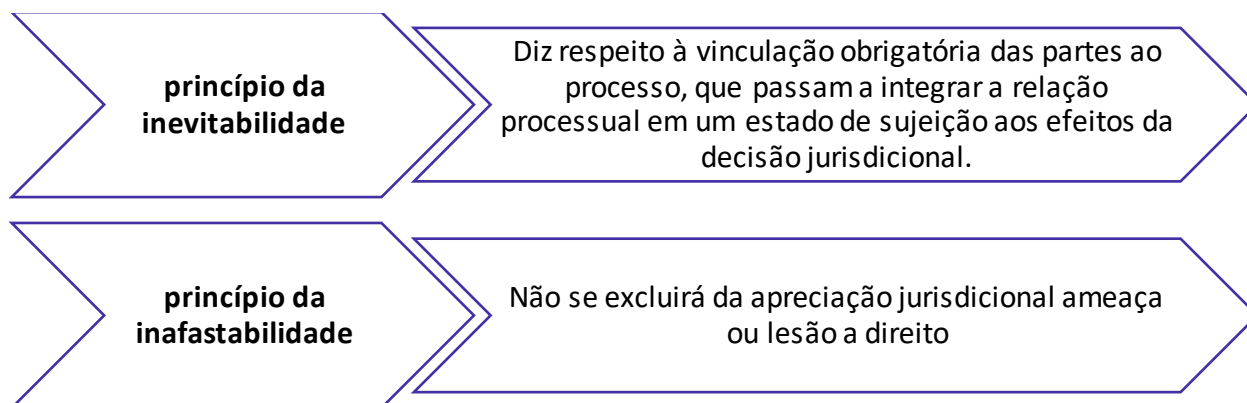 princípio da
inevitabilidade
Diz respeito à vinculação obrigatória das partes ao
processo, que passam a integrar a relação
processual em um estado de sujeição aos efeitos da
decisão jurisdicional.
princípio da
inafastabilidade
Não se excluirá da apreciação jurisdicional ameaça
ou lesão a direito